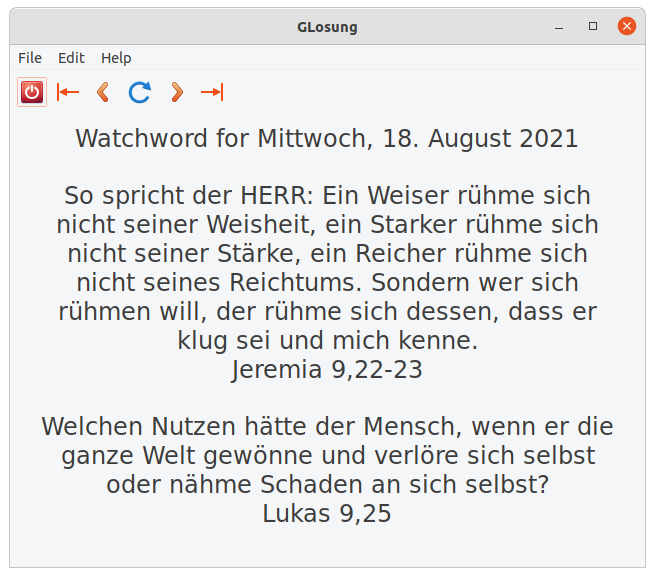 GLosung
File Edit Help
Watchword for Mittwoch, 18. August 2021
So spricht der HERR: Ein Weiser rühme sich
nicht seiner Weisheit, ein Starker rühme sich
nicht seiner Stärke, ein Reicher rühme sich
nicht seines Reichtums. Sondern wer sich
rühmen will, der rühme sich dessen, dass er
klug sei und mich kenne.
Jeremia 9,22-23
Welchen Nutzen hätte der Mensch, wenn er die
ganze Welt gewönne und verlöre sich selbst
oder nähme Schaden an sich selbst?
Lukas 9,25